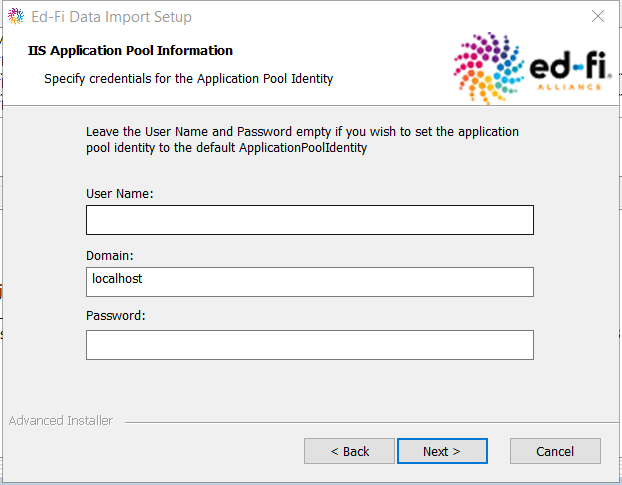 Ed-Fi Data Import Setup
IIS Application Pool Information
Specify credentials for the Application Pool Identity
ed-fi®
ALLIANCE
Leave the User Name and Password empty if you wish to set the application
pool identity to the default ApplicationPoolIdentity
User Name:
Domain:
localhost
Password:
Advanced Installer
< Back
Next >
Cancel